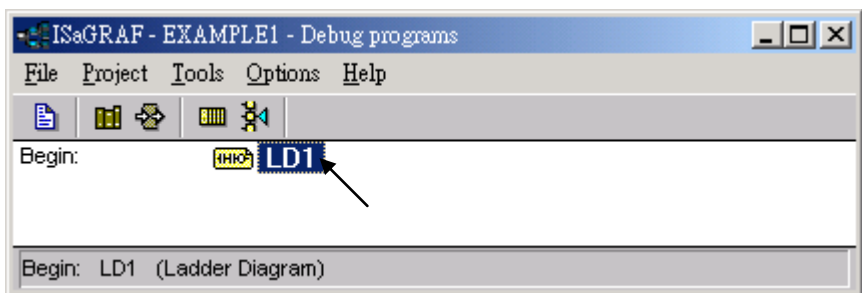 ISaGRAF - EXAMPLE1 - Debug programs
File Project Tools Options Help
Begin: LD1
Begin: LD1 (Ladder Diagram)